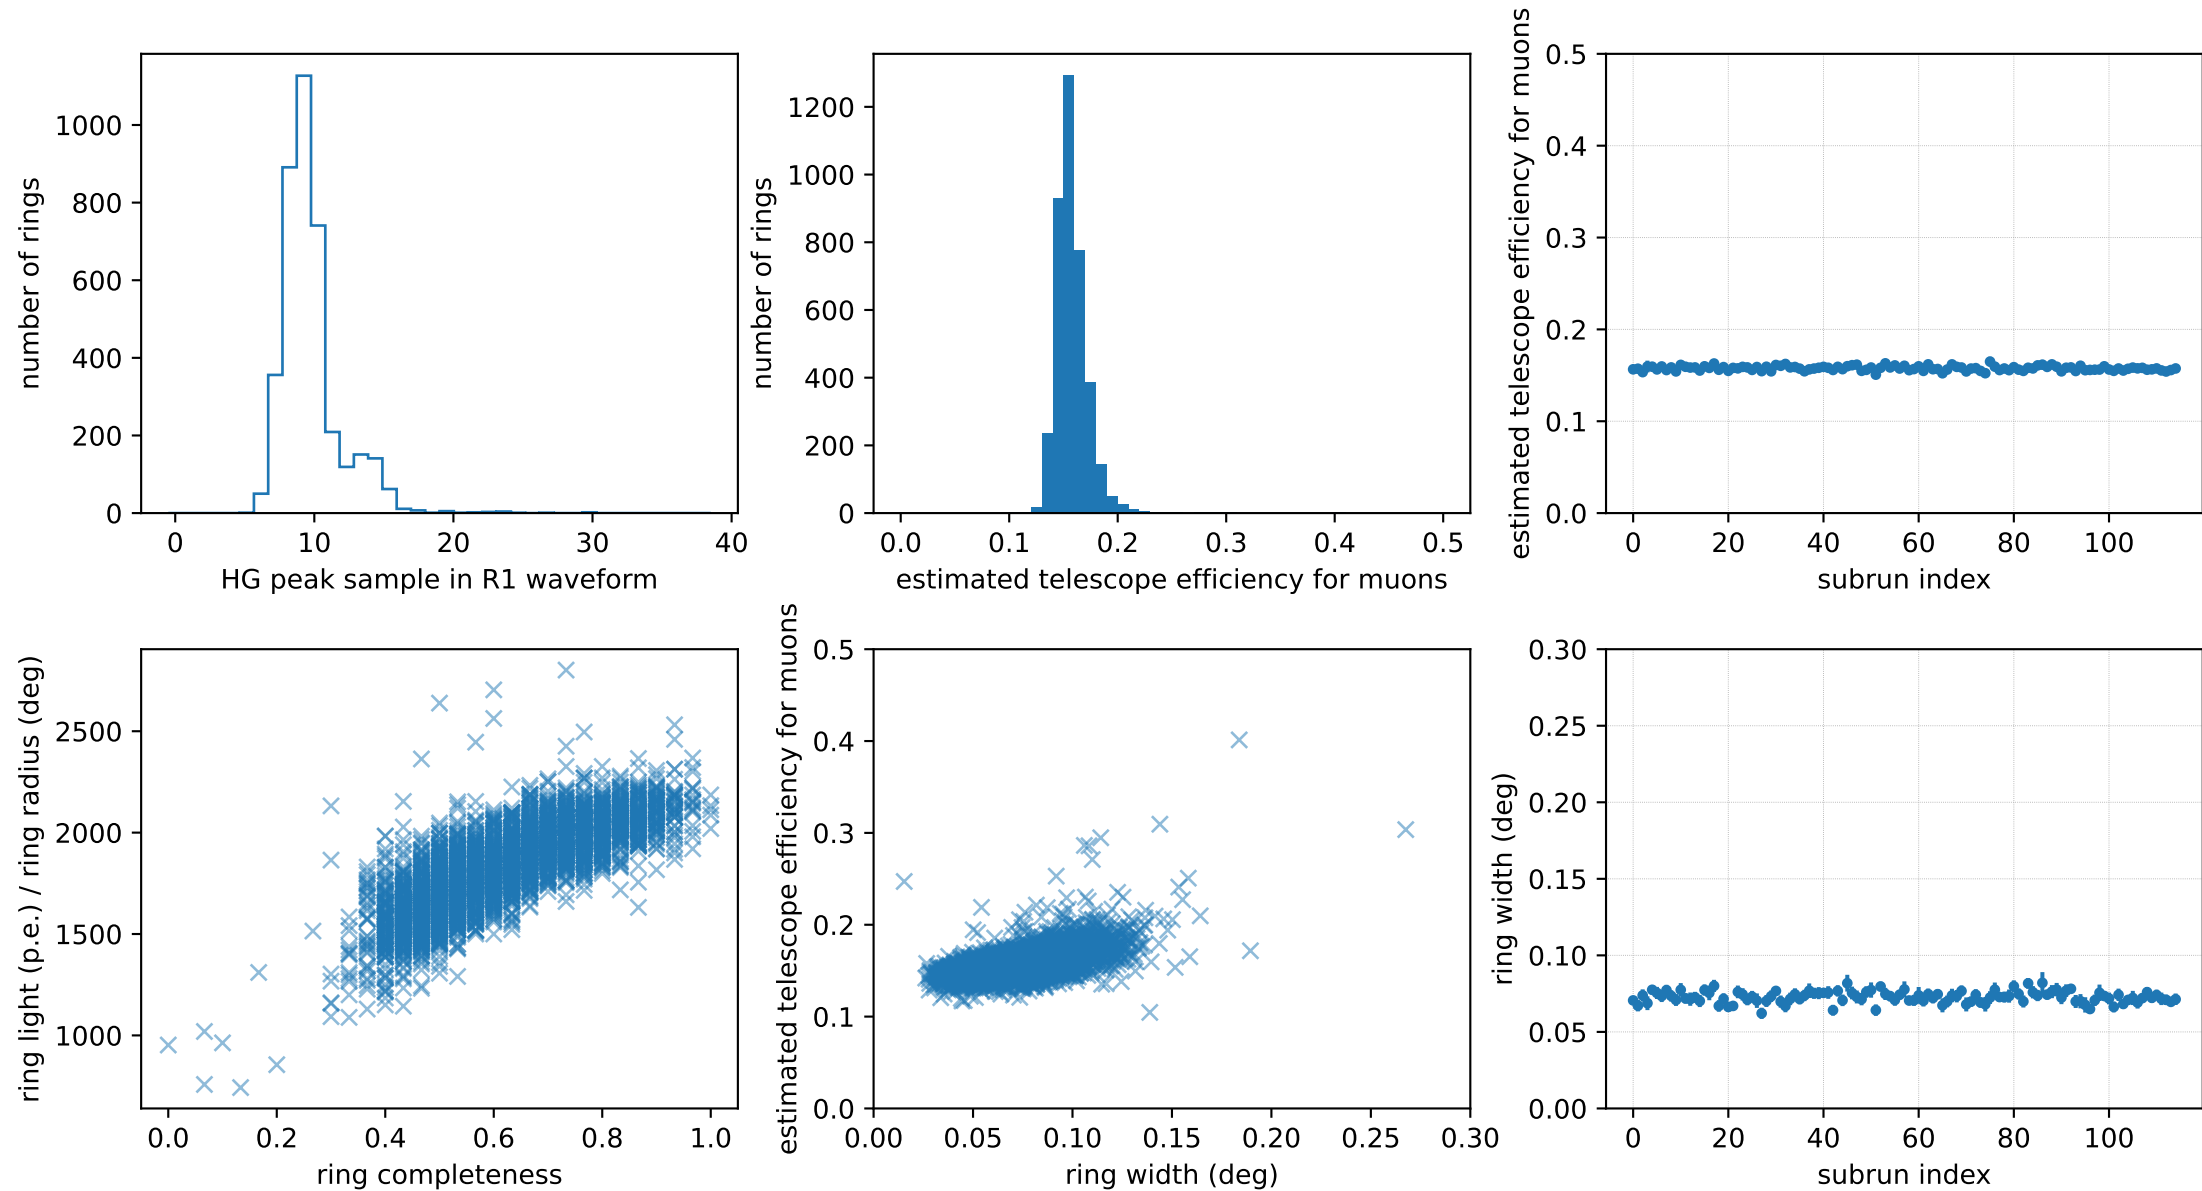 number of rings
1000
800
600
400
200
0
0 10 20 30 40
HG peak sample in R1 waveform
number of rings
1200
1000
800
600
400
200
0
0.0 0.1 0.2 0.3 0.4 0.5
estimated telescope efficiency for muons
estimated telescope efficiency for muons
0.5
0.4
0.3
0.2
0.1
0.0
0 20 40 60 80 100
subrun index
ring light (p.e.) / ring radius (deg)
2500
2000
1500
1000
0.0 0.2 0.4 0.6 0.8 1.0
ring completeness
estimated telescope efficiency for muons
0.5
0.4
0.3
0.2
0.1
0.0
0.00 0.05 0.10 0.15 0.20 0.25 0.30
ring width (deg)
ring width (deg)
0.30
0.25
0.20
0.15
0.10
0.05
0.00
0 20 40 60 80 100
subrun index